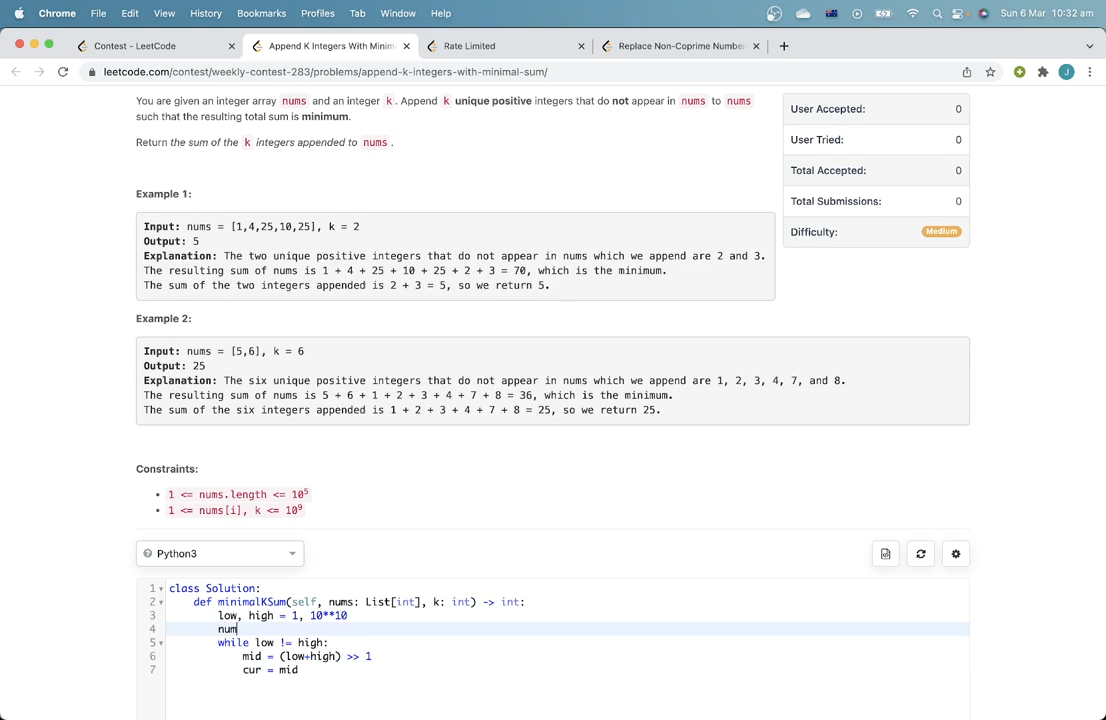 Chrome File Edit View History Bookmarks Profiles Tab Window Help Sun 6 Mar 10:32 am
Contest - LeetCode Append K Integers With Minim Rate Limited Replace Non-Coprime Number
leetcode.com/contest/weekly-contest-283/problems/append-k-integers-with-minimal-sum/ J
You are given an integer array nums and an integer k. Append k unique positive integers that do not appear in nums to nums
such that the resulting total sum is minimum.
Return the sum of the k integers appended to nums.
User Accepted: 0
User Tried: 0
Total Accepted: 0
Total Submissions: 0
Difficulty: Medium
Example 1:
Input: nums = [1,4,25,10,25], k = 2
Output: 5
Explanation: The two unique positive integers that do not appear in nums which we append are 2 and 3.
The resulting sum of nums is 1 + 4 + 25 + 10 + 25 + 2 + 3 = 70, which is the minimum.
The sum of the two integers appended is 2 + 3 = 5, so we return 5.
Example 2:
Input: nums = [5,6], k = 6
Output: 25
Explanation: The six unique positive integers that do not appear in nums which we append are 1, 2, 3, 4, 7, and 8.
The resulting sum of nums is 5 + 6 + 1 + 2 + 3 + 4 + 7 + 8 = 36, which is the minimum.
The sum of the six integers appended is 1 + 2 + 3 + 4 + 7 + 8 = 25, so we return 25.
Constraints:
• 1 <= nums.length <= 10⁵
• 1 <= nums[i], k <= 10⁹
Python3
1 class Solution:
2 def minimalKSum(self, nums: List[int], k: int) -> int:
3 low, high = 1, 10**10
4 num
5 while low != high:
6 mid = (low+high) >> 1
7 cur = mid